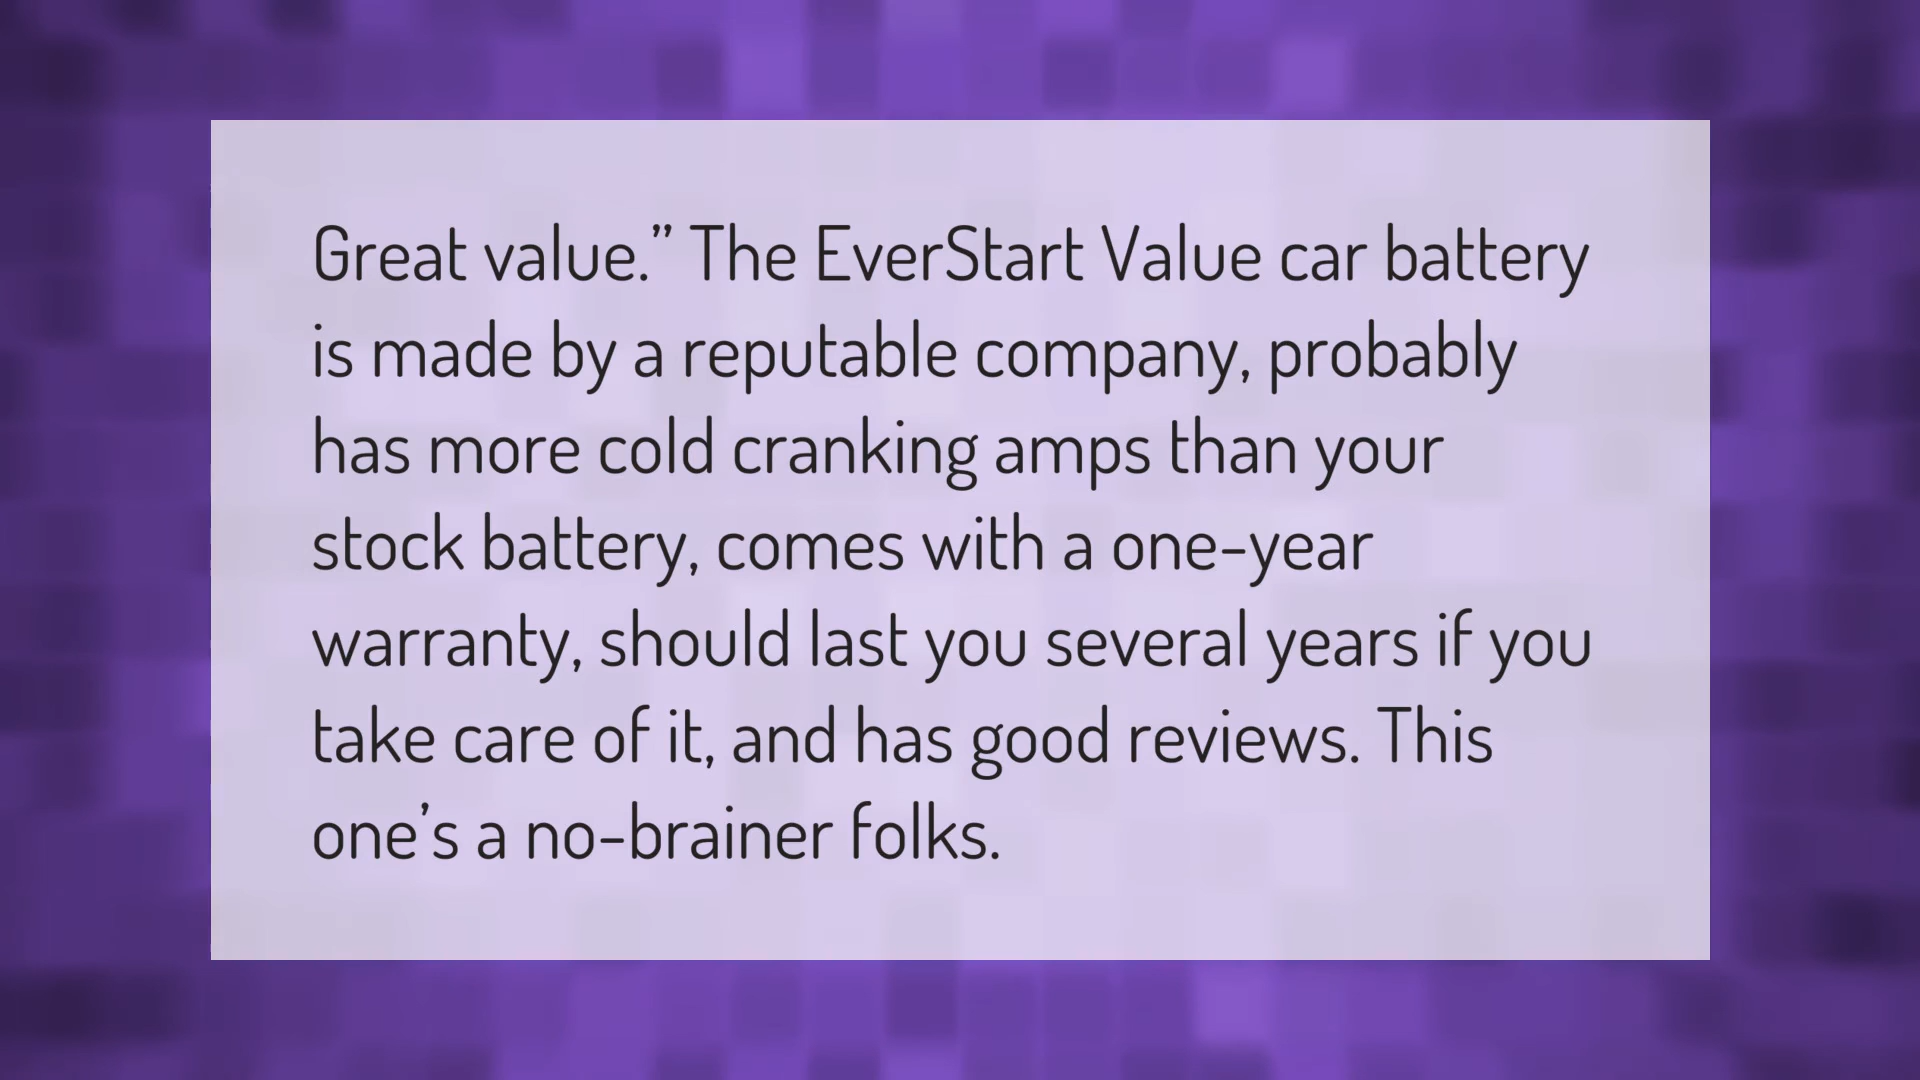 Great value.” The EverStart Value car battery
is made by a reputable company, probably
has more cold cranking amps than your
stock battery, comes with a one-year
warranty, should last you several years if you
take care of it, and has good reviews. This
one’s a no-brainer folks.